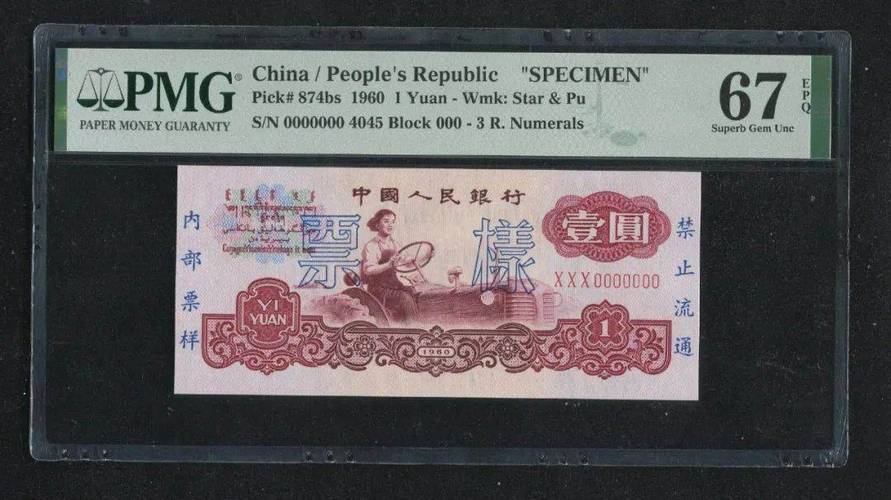 PMG®
PAPER MONEY GUARANTY
China / People's Republic "SPECIMEN"
Pick# 874bs 1960 1 Yuan - Wmk: Star & Pu
S/N 0000000 4045 Block 000 - 3 R. Numerals
67
EPQ
Superb Gem Unc
中國人民銀行
内部票样
票樣
壹圓
禁止流通
XXX0000000
YI
YUAN
1960
1